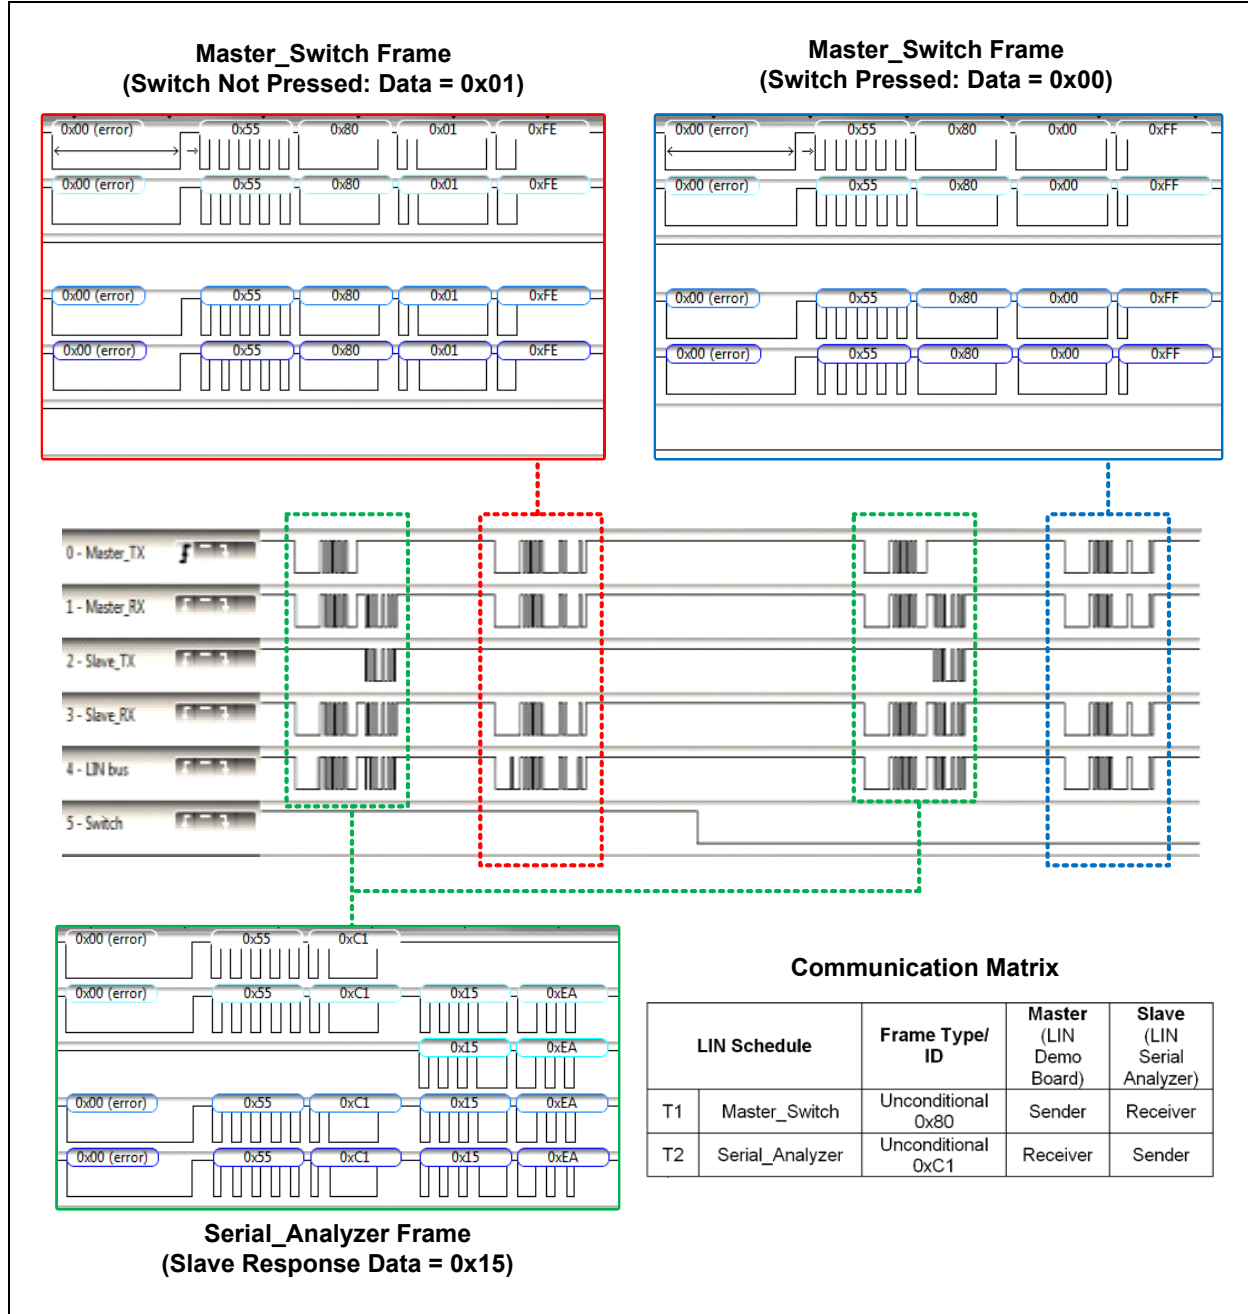 Master_Switch Frame
(Switch Not Pressed: Data = 0x01)
Master_Switch Frame
(Switch Pressed: Data = 0x00)
0x00 (error) 0x55 0x80 0x01 0xFE
0x00 (error) 0x55 0x80 0x01 0xFE
0x00 (error) 0x55 0x80 0x01 0xFE
0x00 (error) 0x55 0x80 0x01 0xFE
0x00 (error) 0x55 0x80 0x00 0xFF
0x00 (error) 0x55 0x80 0x00 0xFF
0x00 (error) 0x55 0x80 0x00 0xFF
0x00 (error) 0x55 0x80 0x00 0xFF
0 - Master_TX
1 - Master_RX
2 - Slave_TX
3 - Slave_RX
4 - LIN bus
5 - Switch
0x00 (error) 0x55 0xC1
0x00 (error) 0x55 0xC1 0x15 0xEA
0x15 0xEA
0x00 (error) 0x55 0xC1 0x15 0xEA
0x00 (error) 0x55 0xC1 0x15 0xEA
Serial_Analyzer Frame
(Slave Response Data = 0x15)
Communication Matrix
LIN Schedule
Frame Type/
ID
Master
(LIN
Demo
Board)
Slave
(LIN
Serial
Analyzer)
T1 Master_Switch
Unconditional
0x80
Sender Receiver
T2 Serial_Analyzer
Unconditional
0xC1
Receiver Sender